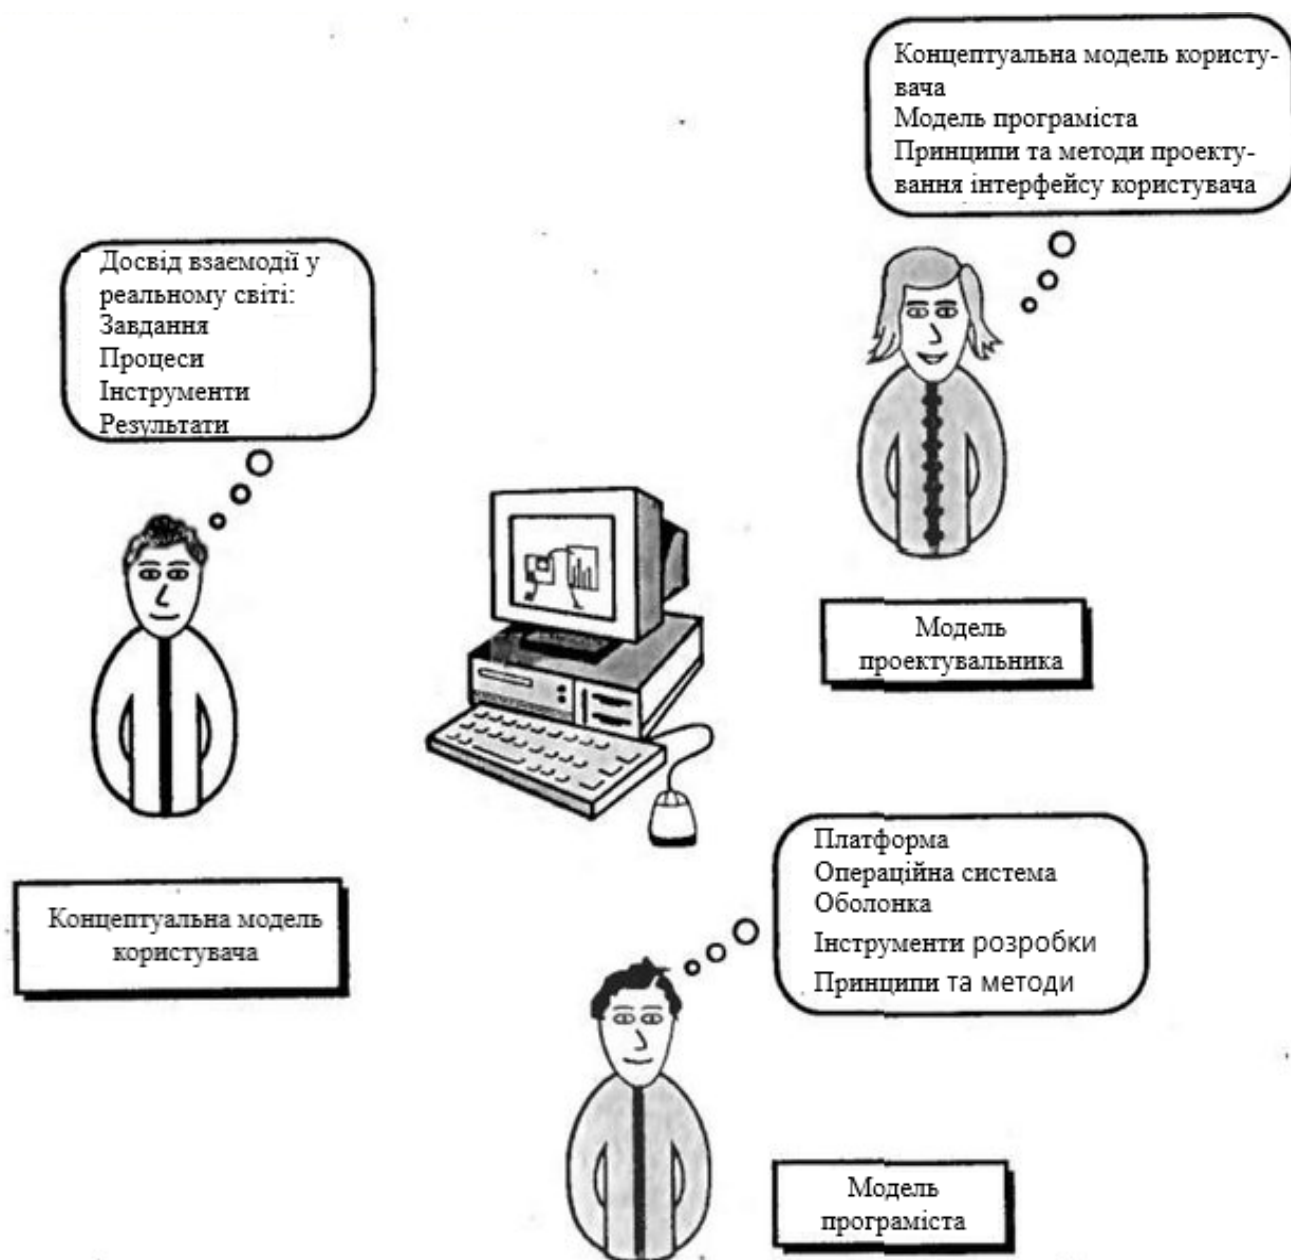 Концептуальна модель користу-
вача
Модель програміста
Принципи та методи проекту-
вання інтерфейсу користувача
Досвід взаємодії у
реальному світі:
Завдання
Процеси
Інструменти
Результати
Модель
проектувальника
Платформа
Операційна система
Оболонка
Інструменти розробки
Принципи та методи
Концептуальна модель
користувача
Модель
програміста